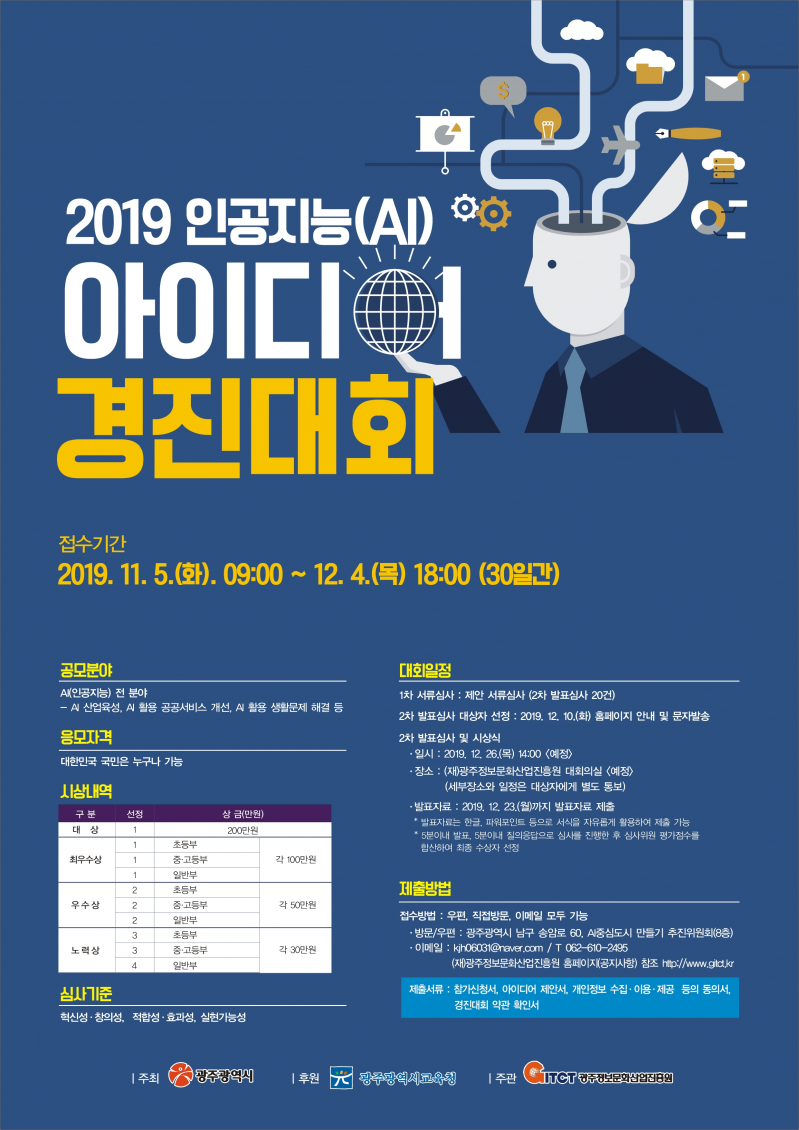 $
1
2019 인공지능(AI)
아이디어
경진대회
접수기간
2019. 11. 5.(화). 09:00 ~ 12. 4.(목) 18:00 (30일간)
공모분야
AI(인공지능) 전 분야
- AI 산업육성, AI 활용 공공서비스 개선, AI 활용 생활문제 해결 등
응모자격
대한민국 국민은 누구나 가능
시상내역
구 분 선정 상 금(만원)
대 상 1 200만원
최우수상 1 초등부 각 100만원
1 중·고등부
1 일반부
우 수 상 2 초등부 각 50만원
2 중·고등부
2 일반부
노 력 상 3 초등부 각 30만원
3 중·고등부
4 일반부
심사기준
혁신성·창의성, 적합성·효과성, 실현가능성
대회일정
1차 서류심사 : 제안 서류심사 (2차 발표심사 20건)
2차 발표심사 대상자 선정 : 2019. 12. 10.(화) 홈페이지 안내 및 문자발송
2차 발표심사 및 시상식
· 일시 : 2019. 12. 26.(목) 14:00 <예정>
· 장소 : (재)광주정보문화산업진흥원 대회의실 <예정>
(세부장소와 일정은 대상자에게 별도 통보)
· 발표자료 : 2019. 12. 23.(월)까지 발표자료 제출
* 발표자료는 한글, 파워포인트 등으로 서식을 자유롭게 활용하여 제출 가능
* 5분이내 발표, 5분이내 질의응답으로 심사를 진행한 후 심사위원 평가점수를
합산하여 최종 수상자 선정
제출방법
접수방법 : 우편, 직접방문, 이메일 모두 가능
· 방문/우편 : 광주광역시 남구 송암로 60, AI중심도시 만들기 추진위원회(8층)
· 이메일 : kjh06031@naver.com / T 062-610-2495
(재)광주정보문화산업진흥원 홈페이지(공지사항) 참조 http://www.gitct.kr
제출서류 : 참가신청서, 아이디어 제안서, 개인정보 수집·이용·제공 등의 동의서,
경진대회 약관 확인서
| 주최 광주광역시 | 후원 광주광역시교육청 | 주관 GITCT 광주정보문화산업진흥원